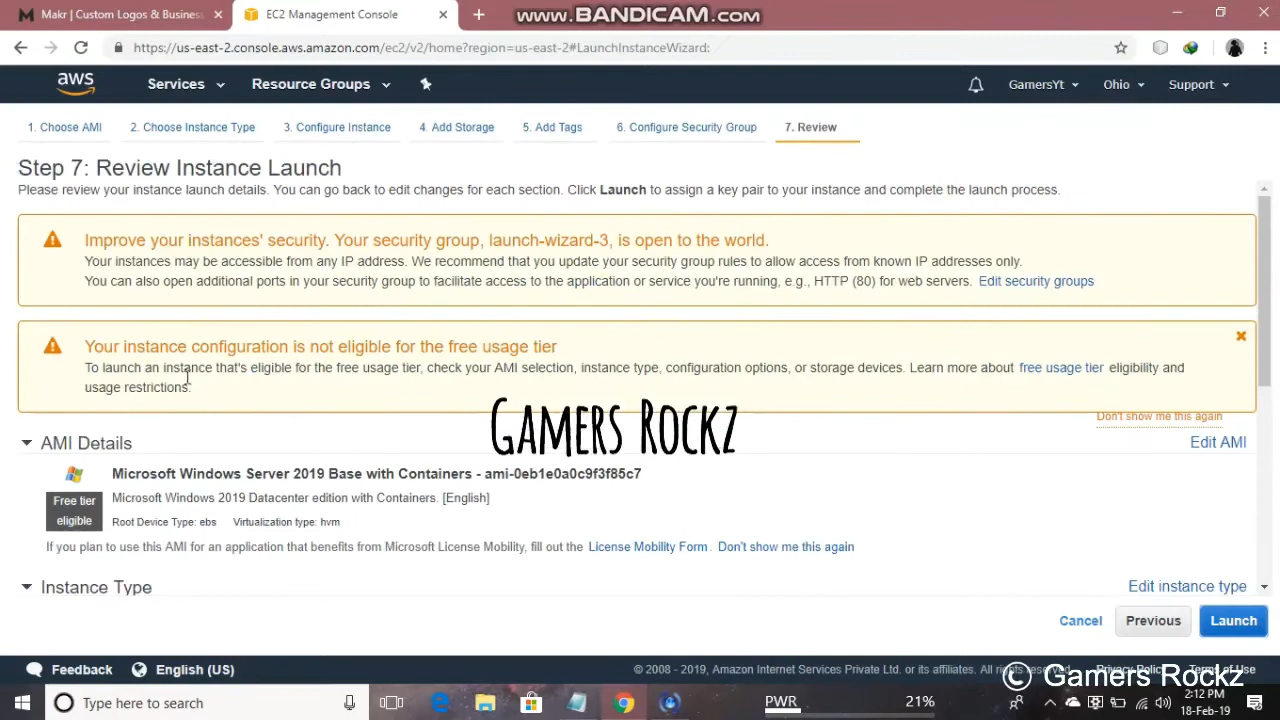 Makr | Custom Logos & Business
EC2 Management Console
www.BANDICAM.com
https://us-east-2.console.aws.amazon.com/ec2/v2/home?region=us-east-2#LaunchInstanceWizard:
aws
Services
Resource Groups
GamersYt
Ohio
Support
1. Choose AMI
2. Choose Instance Type
3. Configure Instance
4. Add Storage
5. Add Tags
6. Configure Security Group
7. Review
Step 7: Review Instance Launch
Please review your instance launch details. You can go back to edit changes for each section. Click Launch to assign a key pair to your instance and complete the launch process.
Improve your instances' security. Your security group, launch-wizard-3, is open to the world.
Your instances may be accessible from any IP address. We recommend that you update your security group rules to allow access from known IP addresses only.
You can also open additional ports in your security group to facilitate access to the application or service you're running, e.g., HTTP (80) for web servers. Edit security groups
Your instance configuration is not eligible for the free usage tier
To launch an instance that's eligible for the free usage tier, check your AMI selection, instance type, configuration options, or storage devices. Learn more about free usage tier eligibility and
usage restrictions.
Don't show me this again
Gamers Rockz
AMI Details
Edit AMI
Microsoft Windows Server 2019 Base with Containers - ami-0eb1e0a0c9f3f85c7
Free tier
eligible
Microsoft Windows 2019 Datacenter edition with Containers. [English]
Root Device Type: ebs Virtualization type: hvm
If you plan to use this AMI for an application that benefits from Microsoft License Mobility, fill out the License Mobility Form. Don't show me this again
Instance Type
Edit instance type
Cancel
Previous
Launch
Feedback
English (US)
© 2008 - 2019, Amazon Internet Services Private Ltd. or its affiliates. All rights reserved.
Privacy Policy
Terms of Use
© Gamers Rockz
Type here to search
PWR
21%
2:12 PM
18-Feb-19